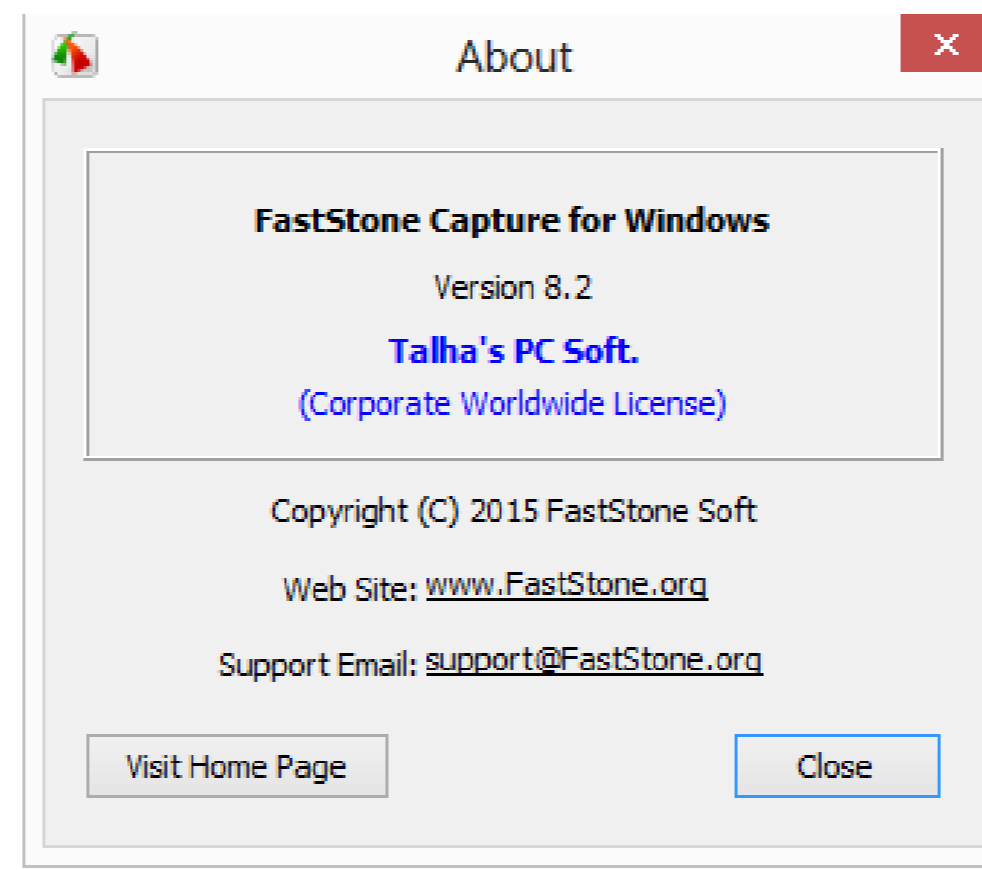 About
FastStone Capture for Windows
Version 8.2
Talha's PC Soft.
(Corporate Worldwide License)
Copyright (C) 2015 FastStone Soft
Web Site: www.FastStone.org
Support Email: support@FastStone.org
Visit Home Page
Close